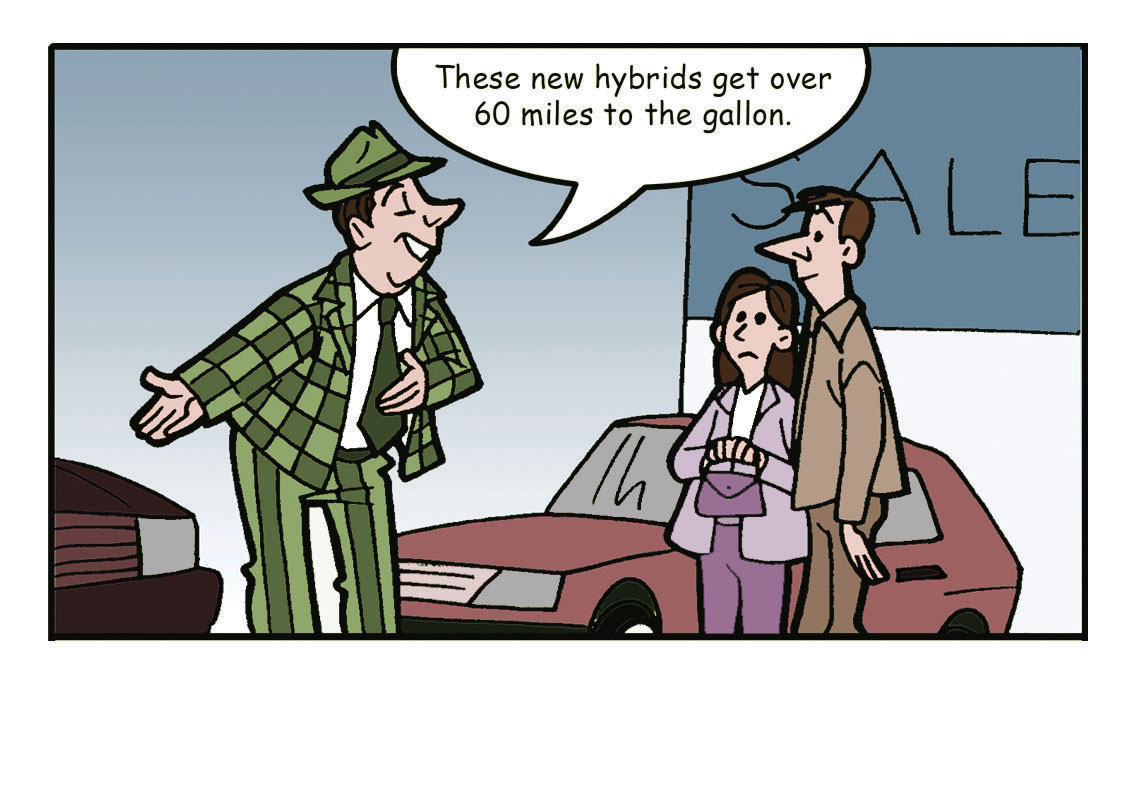 These new hybrids get over
60 miles to the gallon.
SALE